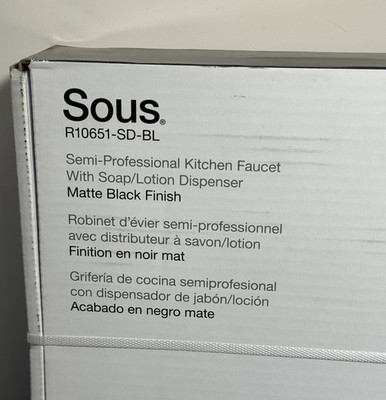 Sous®
R10651-SD-BL
Semi-Professional Kitchen Faucet
With Soap/Lotion Dispenser
Matte Black Finish
Robinet d'évier semi-professionnel
avec distributeur à savon/lotion
Finition en noir mat
Grifería de cocina semiprofesional
con dispensador de jabón/loción
Acabado en negro mate